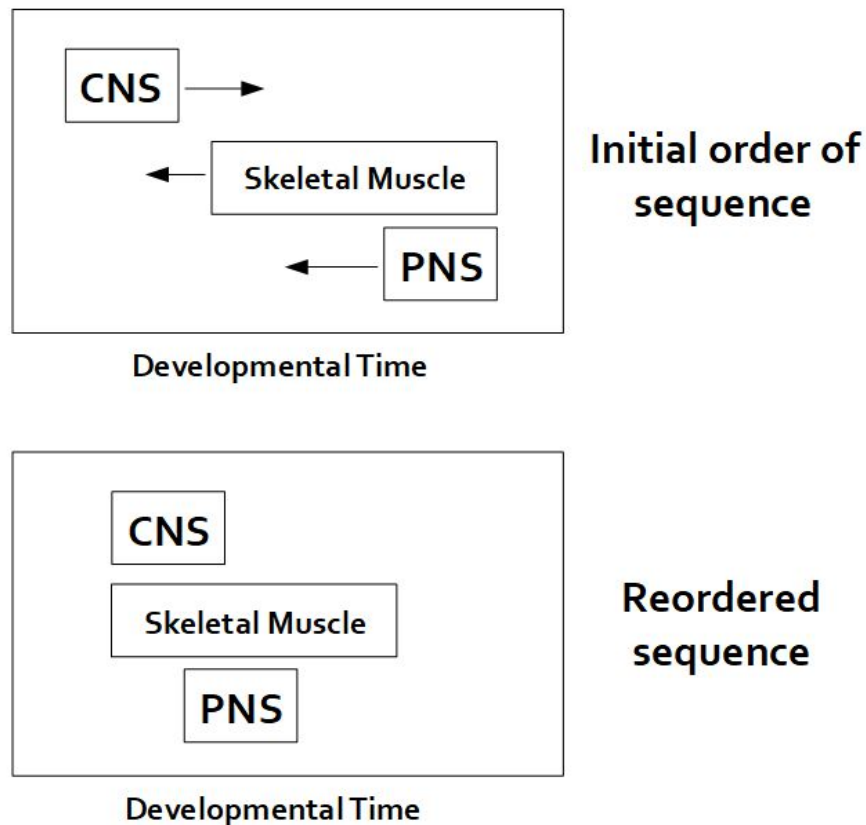 CNS
Skeletal Muscle
PNS
Initial order of
sequence
Developmental Time
CNS
Skeletal Muscle
PNS
Reordered
sequence
Developmental Time